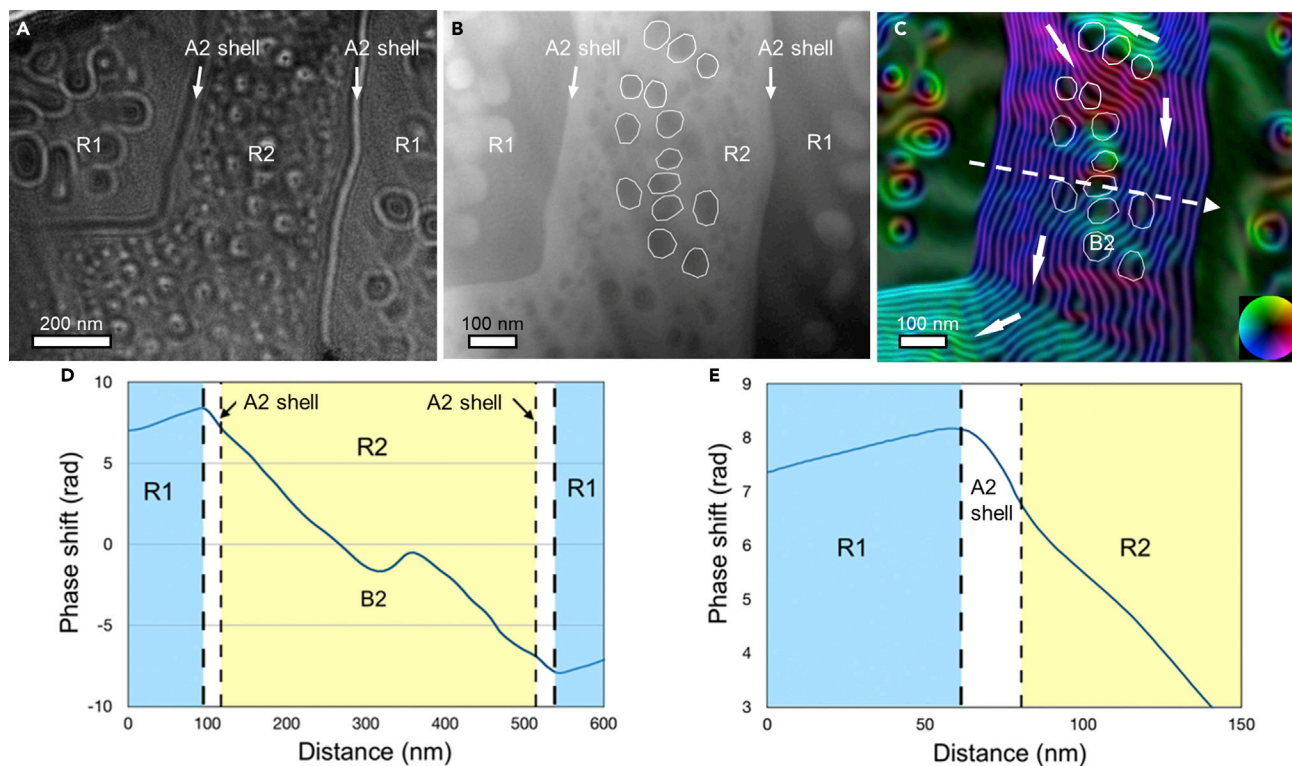 A
A2 shell
A2 shell
R1
R2
R1
200 nm
B
A2 shell
A2 shell
R1
R2
R1
100 nm
C
B2
100 nm
D
10
5
0
-5
-10
Phase shift (rad)
R1
A2 shell
A2 shell
R2
R1
B2
0
100
200
300
400
500
600
Distance (nm)
E
9
8
7
6
5
4
3
Phase shift (rad)
R1
A2
shell
R2
0
50
100
150
Distance (nm)